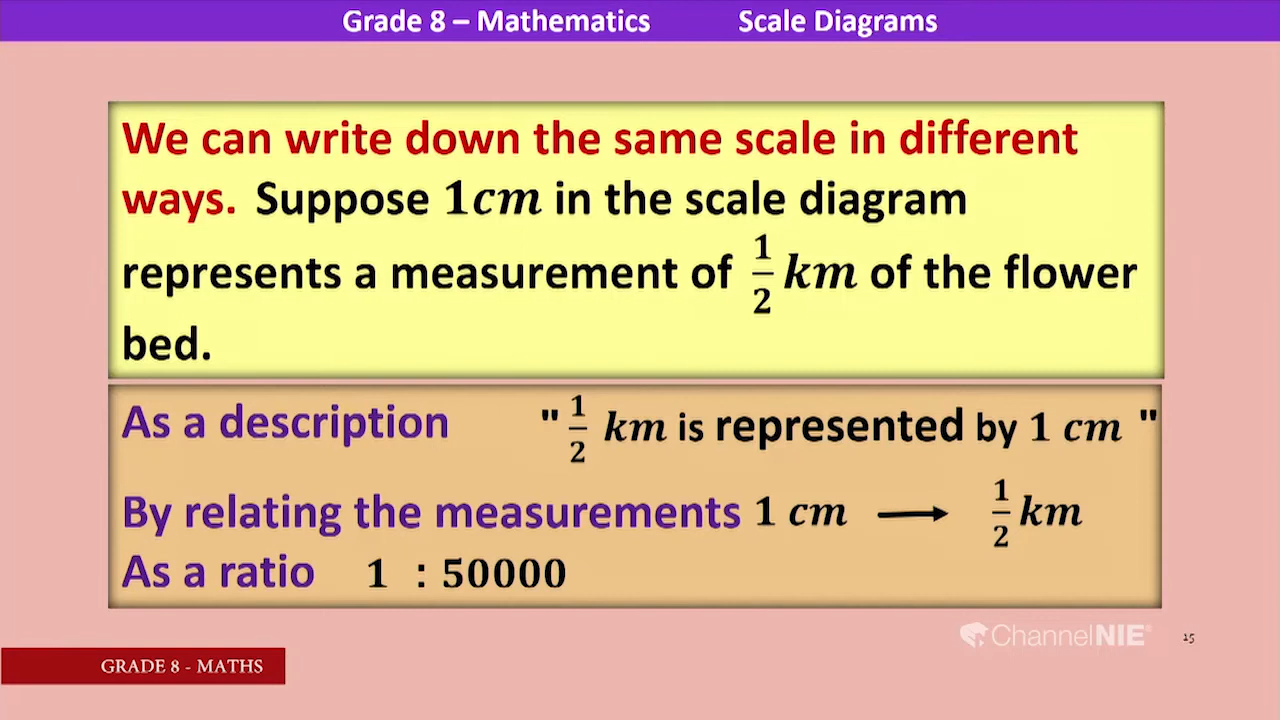 Grade 8 – Mathematics Scale Diagrams
We can write down the same scale in different
ways. Suppose 1cm in the scale diagram
represents a measurement of 1/2 km of the flower
bed.
As a description " 1/2 km is represented by 1 cm "
By relating the measurements 1 cm ⟶ 1/2 km
As a ratio 1 : 50000
ChannelNIE
15
GRADE 8 - MATHS